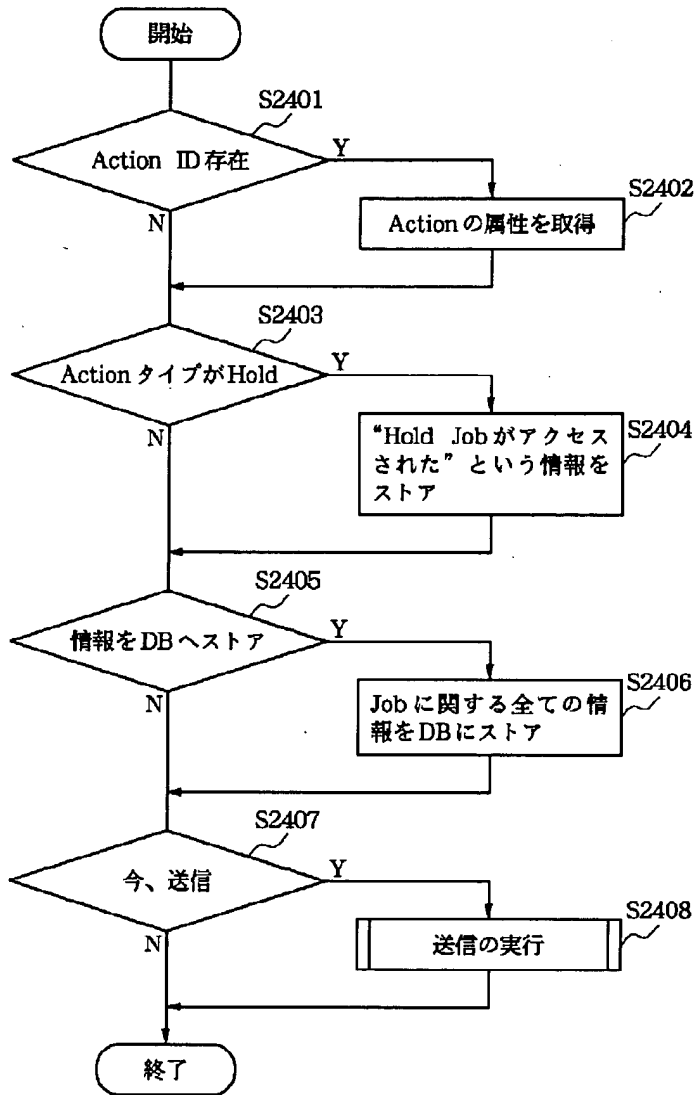 開始
S2401
Action ID存在
Y
N
S2402
Actionの属性を取得
S2403
ActionタイプがHold
Y
N
S2404
“Hold Jobがアクセス
された”という情報を
ストア
S2405
情報をDBへストア
Y
N
S2406
Jobに関する全ての情
報をDBにストア
S2407
今、送信
Y
N
S2408
送信の実行
終了